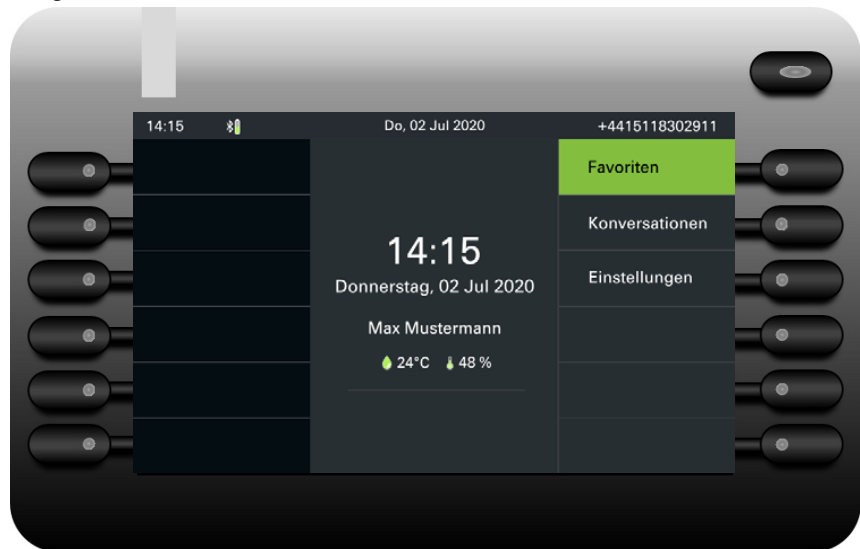 14:15 Do, 02 Jul 2020 +4415118302911
Favoriten
Konversationen
Einstellungen
14:15
Donnerstag, 02 Jul 2020
Max Mustermann
24°C 48 %